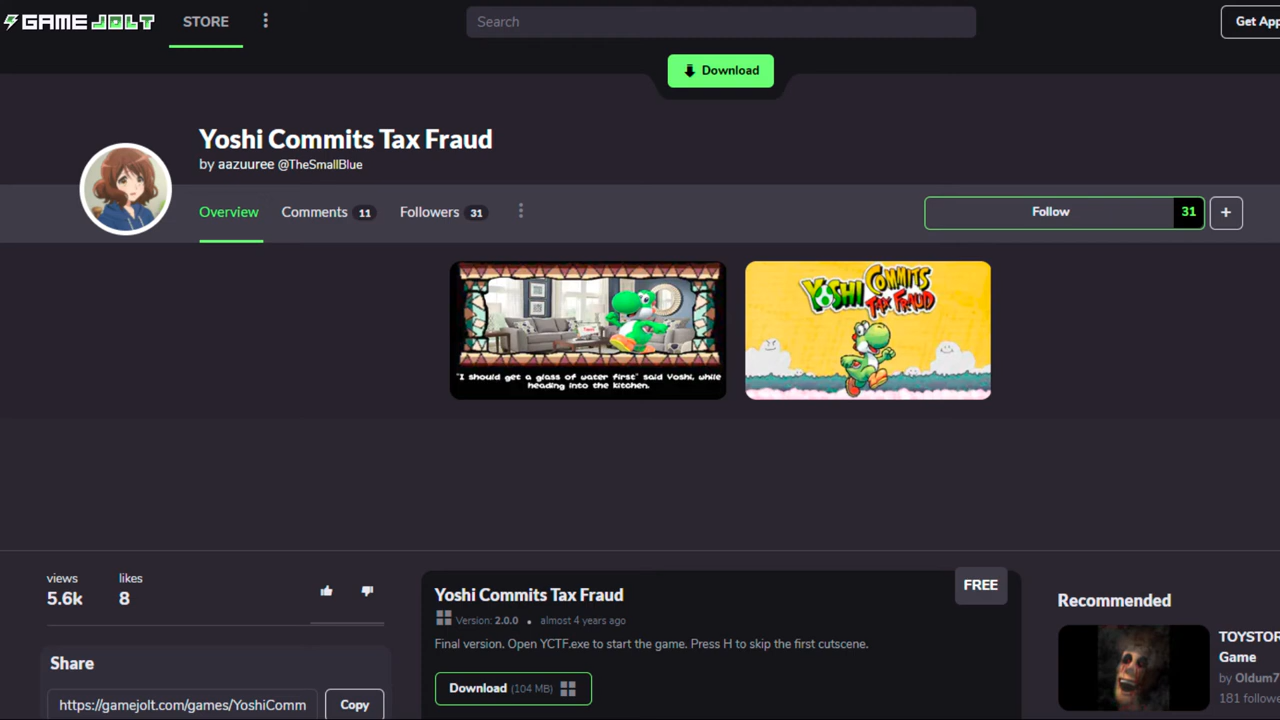 GAME JOLT
STORE
Search
Get App
Download
Yoshi Commits Tax Fraud
by aazuuree @TheSmallBlue
Overview
Comments 11
Followers 31
Follow 31
+
"I should get a glass of water first" said Yoshi, while
heading into the kitchen.
YOSHI COMMITS
TAX FRAUD
views
5.6k
likes
8
Share
https://gamejolt.com/games/YoshiComm
Copy
Yoshi Commits Tax Fraud
FREE
Version: 2.0.0 • almost 4 years ago
Final version. Open YCTF.exe to start the game. Press H to skip the first cutscene.
Download (104 MB)
Recommended
TOYSTOR
Game
by Oldum7
181 followe